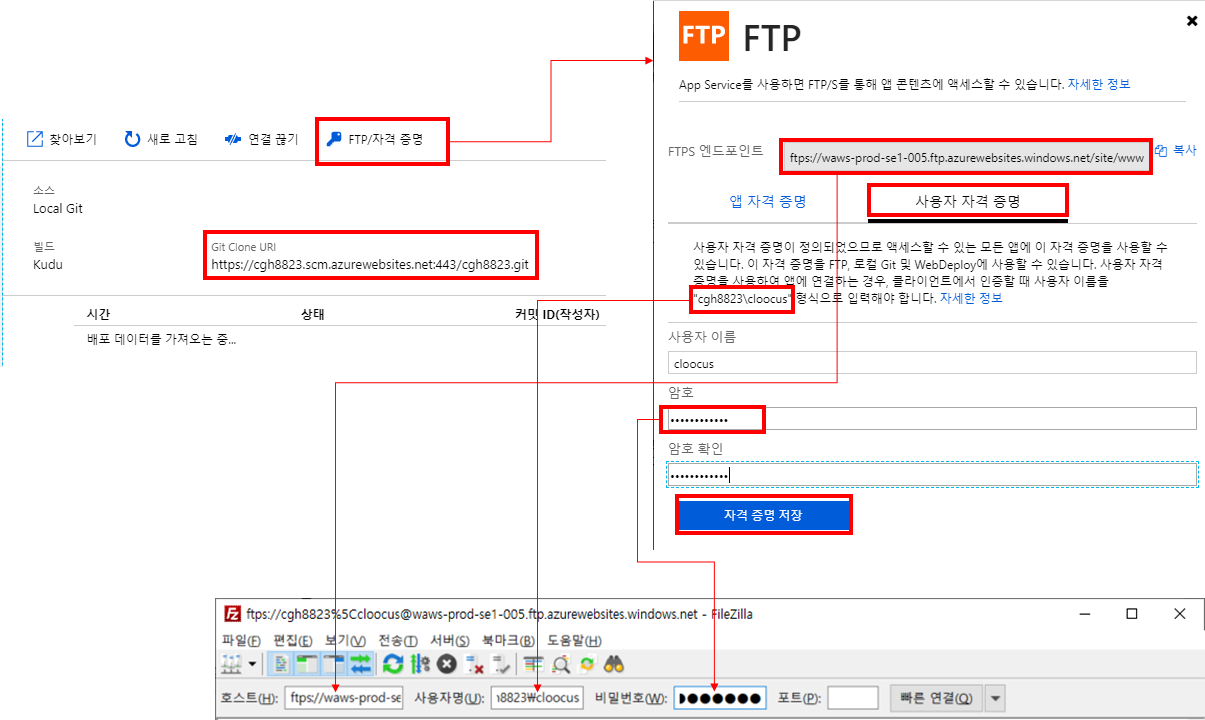 FTP FTP
App Service를 사용하면 FTP/S를 통해 앱 콘텐츠에 액세스할 수 있습니다. 자세한 정보
찾아보기 새로 고침 연결 끊기 FTP/자격 증명
소스
Local Git
빌드
Kudu
Git Clone URI
https://cgh8823.scm.azurewebsites.net:443/cgh8823.git
시간 상태 커밋 ID(작성자)
배포 데이터를 가져오는 중...
FTPS 엔드포인트 ftps://waws-prod-se1-005.ftp.azurewebsites.windows.net/site/www 복사
앱 자격 증명 사용자 자격 증명
사용자 자격 증명이 정의되었으므로 액세스할 수 있는 모든 앱에 이 자격 증명을 사용할 수
있습니다. 이 자격 증명을 FTP, 로컬 Git 및 WebDeploy에 사용할 수 있습니다. 사용자 자격
증명을 사용하여 앱에 연결하는 경우, 클라이언트에서 인증할 때 사용자 이름을
"cgh8823\cloocus" 형식으로 입력해야 합니다. 자세한 정보
사용자 이름
cloocus
암호
••••••••••••
암호 확인
••••••••••••
자격 증명 저장
ftps://cgh8823%5Ccloocus@waws-prod-se1-005.ftp.azurewebsites.windows.net - FileZilla
파일(F) 편집(E) 보기(V) 전송(T) 서버(S) 북마크(B) 도움말(H)
호스트(H): ftps://waws-prod-se 사용자명(U): 8823₩cloocus 비밀번호(W): ●●●●●●● 포트(P): 빠른 연결(Q)